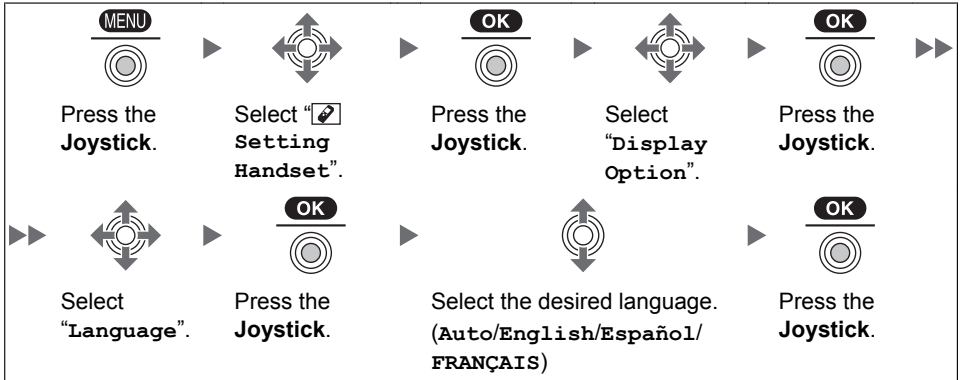 MENU
OK
OK
Press the
Joystick.
Select “
Setting
Handset”.
Press the
Joystick.
Select
“Display
Option”.
Press the
Joystick.
OK
OK
Select
“Language”.
Press the
Joystick.
Select the desired language.
(Auto/English/Español/
FRANÇAIS)
Press the
Joystick.